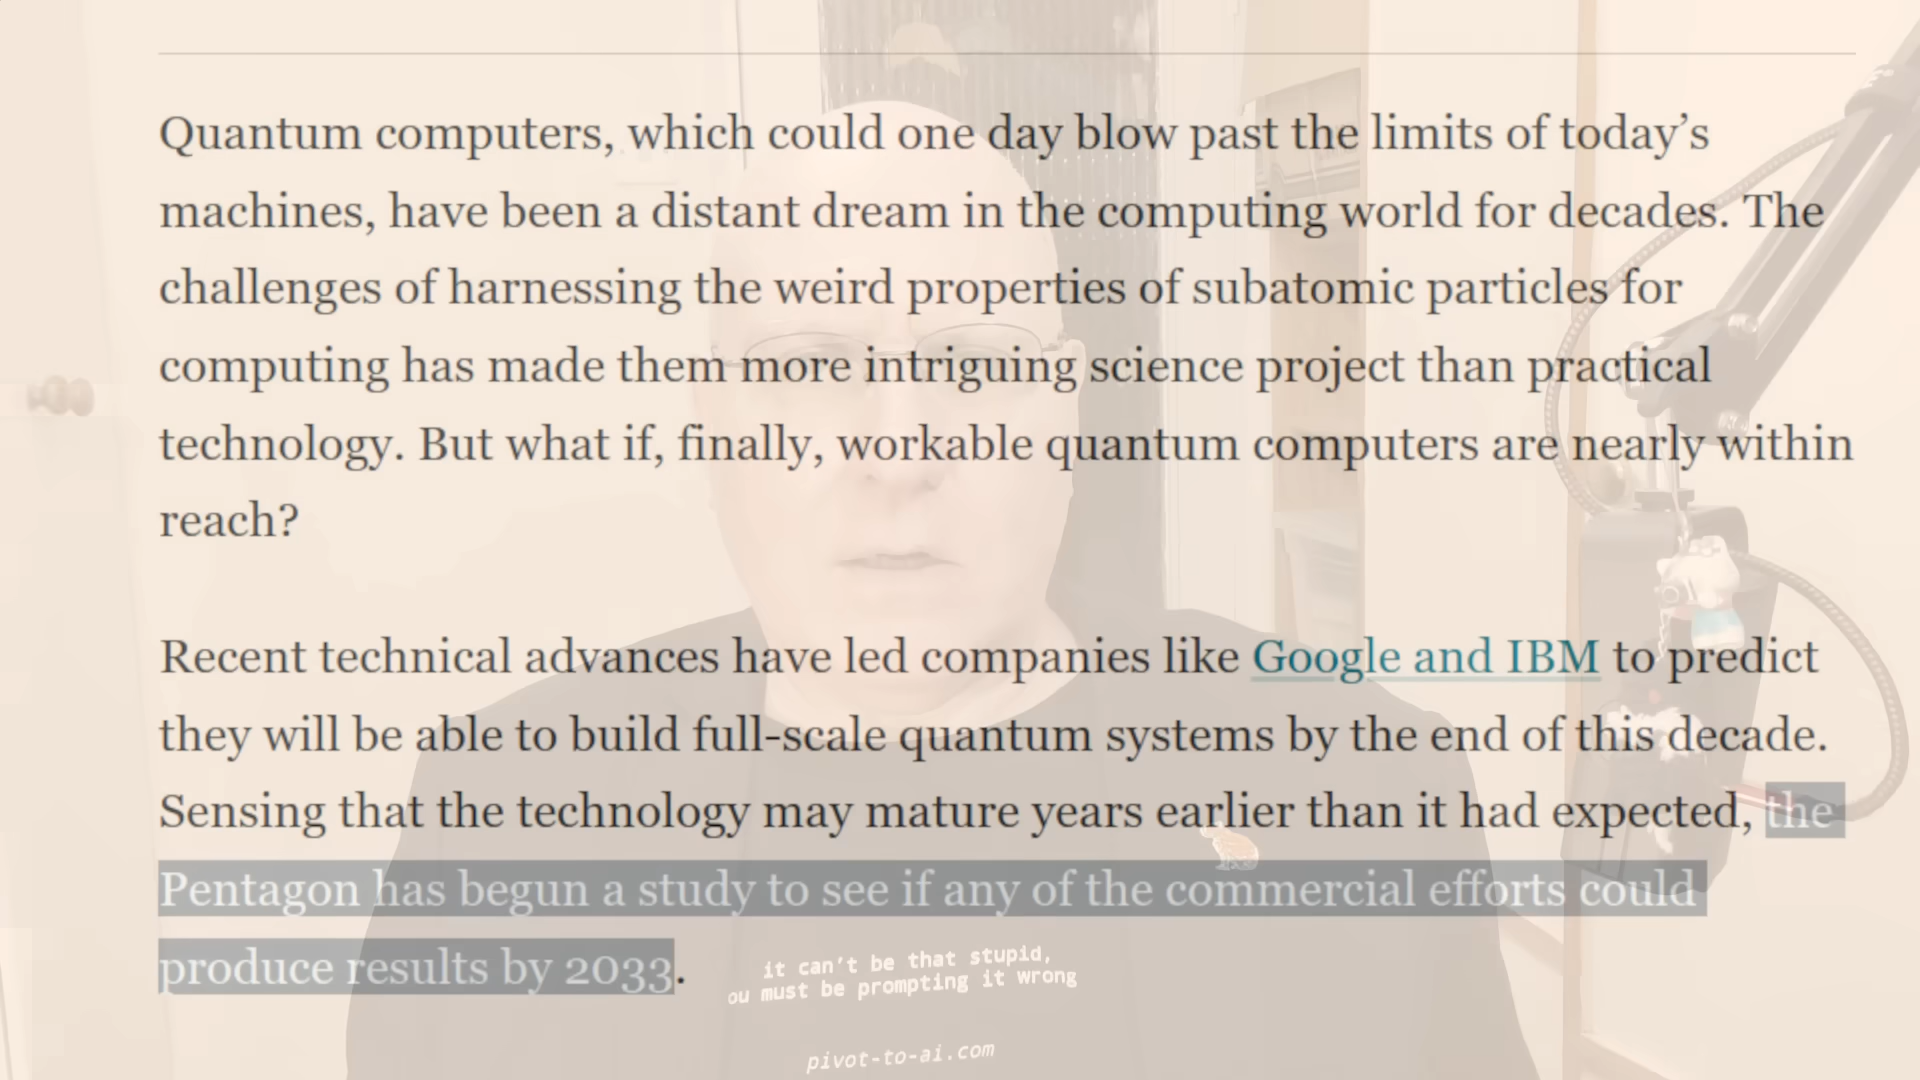 Quantum computers, which could one day blow past the limits of today’s
machines, have been a distant dream in the computing world for decades. The
challenges of harnessing the weird properties of subatomic particles for
computing has made them more intriguing science project than practical
technology. But what if, finally, workable quantum computers are nearly within
reach?
Recent technical advances have led companies like Google and IBM to predict
they will be able to build full-scale quantum systems by the end of this decade.
Sensing that the technology may mature years earlier than it had expected, the
Pentagon has begun a study to see if any of the commercial efforts could
produce results by 2033.
it can't be that stupid,
ou must be prompting it wrong
pivot-to-ai.com